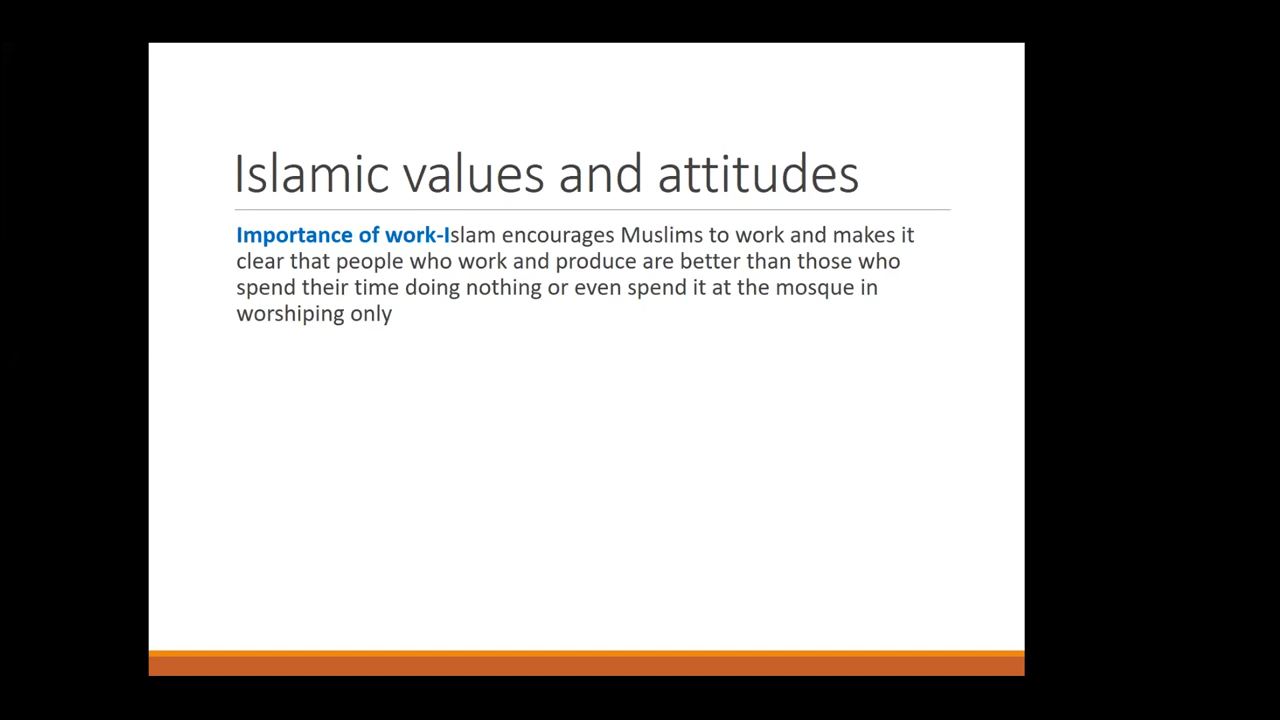 Islamic values and attitudes
Importance of work-Islam encourages Muslims to work and makes it
clear that people who work and produce are better than those who
spend their time doing nothing or even spend it at the mosque in
worshiping only